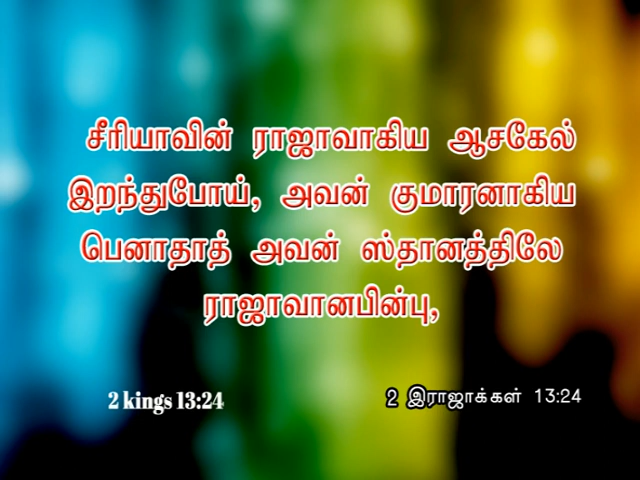 சீரியாவின் ராஜாவாகிய ஆசகேல்
இறந்துபோய், அவன் குமாரனாகிய
பெனாதாத் அவன் ஸ்தானத்திலே
ராஜாவானபின்பு,
2 kings 13:24
2 இராஜாக்கள் 13:24